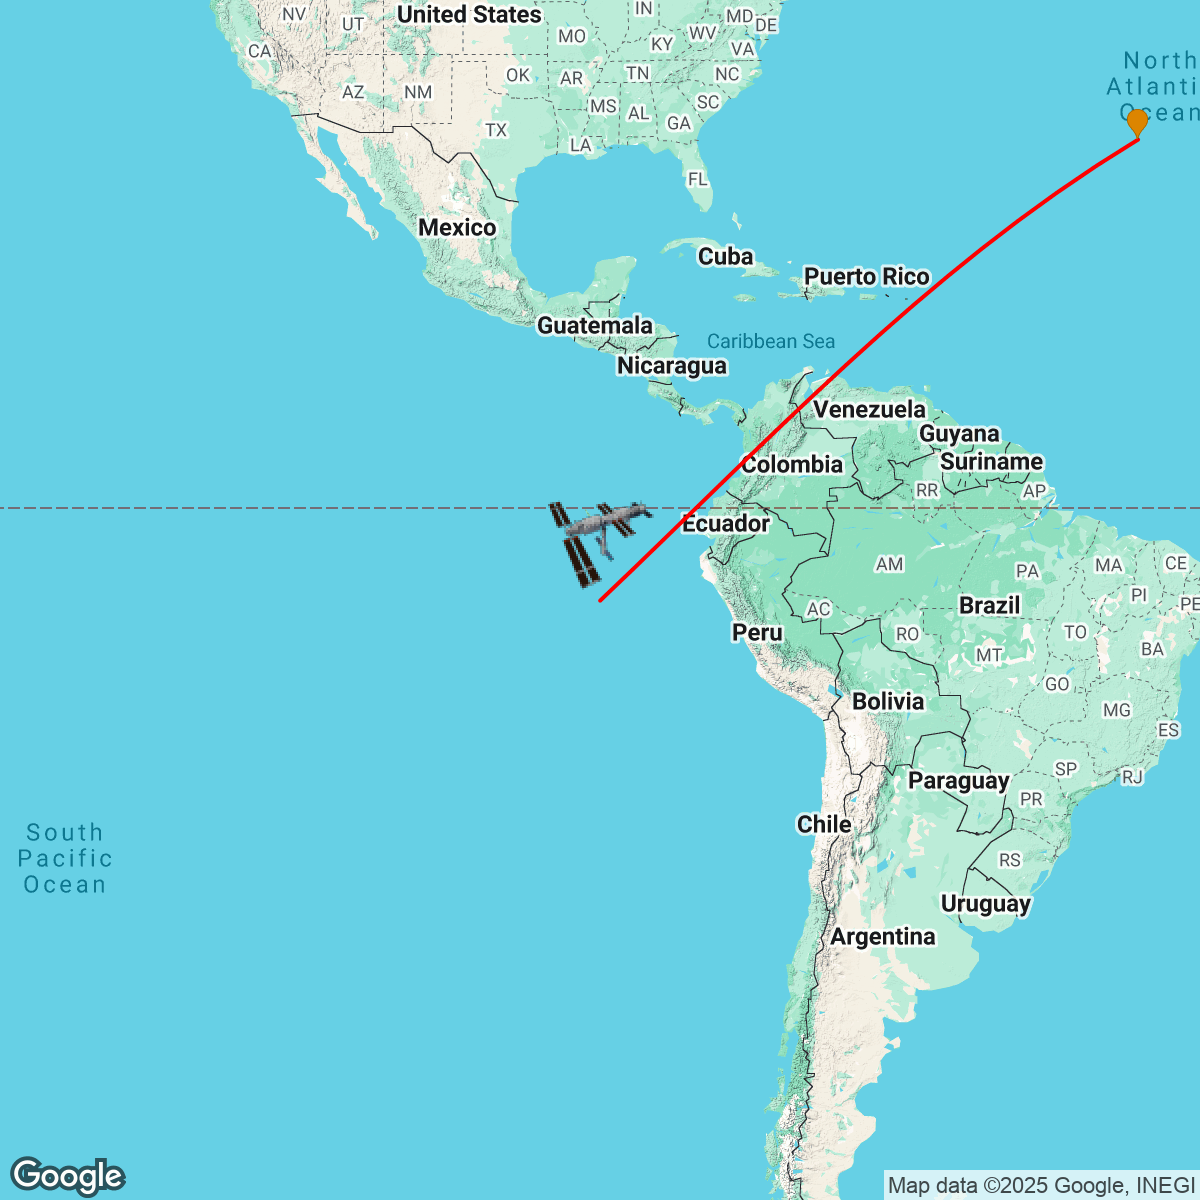 United States
NV
UT
IN
MD
DE
MO
WV
KY
VA
CA
OK
AR
TN
NC
AZ
NM
MS
AL
SC
GA
TX
LA
FL
North
Atlanti
Ocean
Mexico
Cuba
Puerto Rico
Guatemala
Caribbean Sea
Nicaragua
Venezuela
Guyana
Colombia
Suriname
RR
AP
Ecuador
AM
PA
MA
CE
PI
PE
AC
Brazil
Peru
RO
TO
BA
MT
GO
Bolivia
MG
ES
SP
RJ
Paraguay
PR
Chile
South
Pacific
Ocean
RS
Uruguay
Argentina
Google
Map data ©2025 Google, INEGI